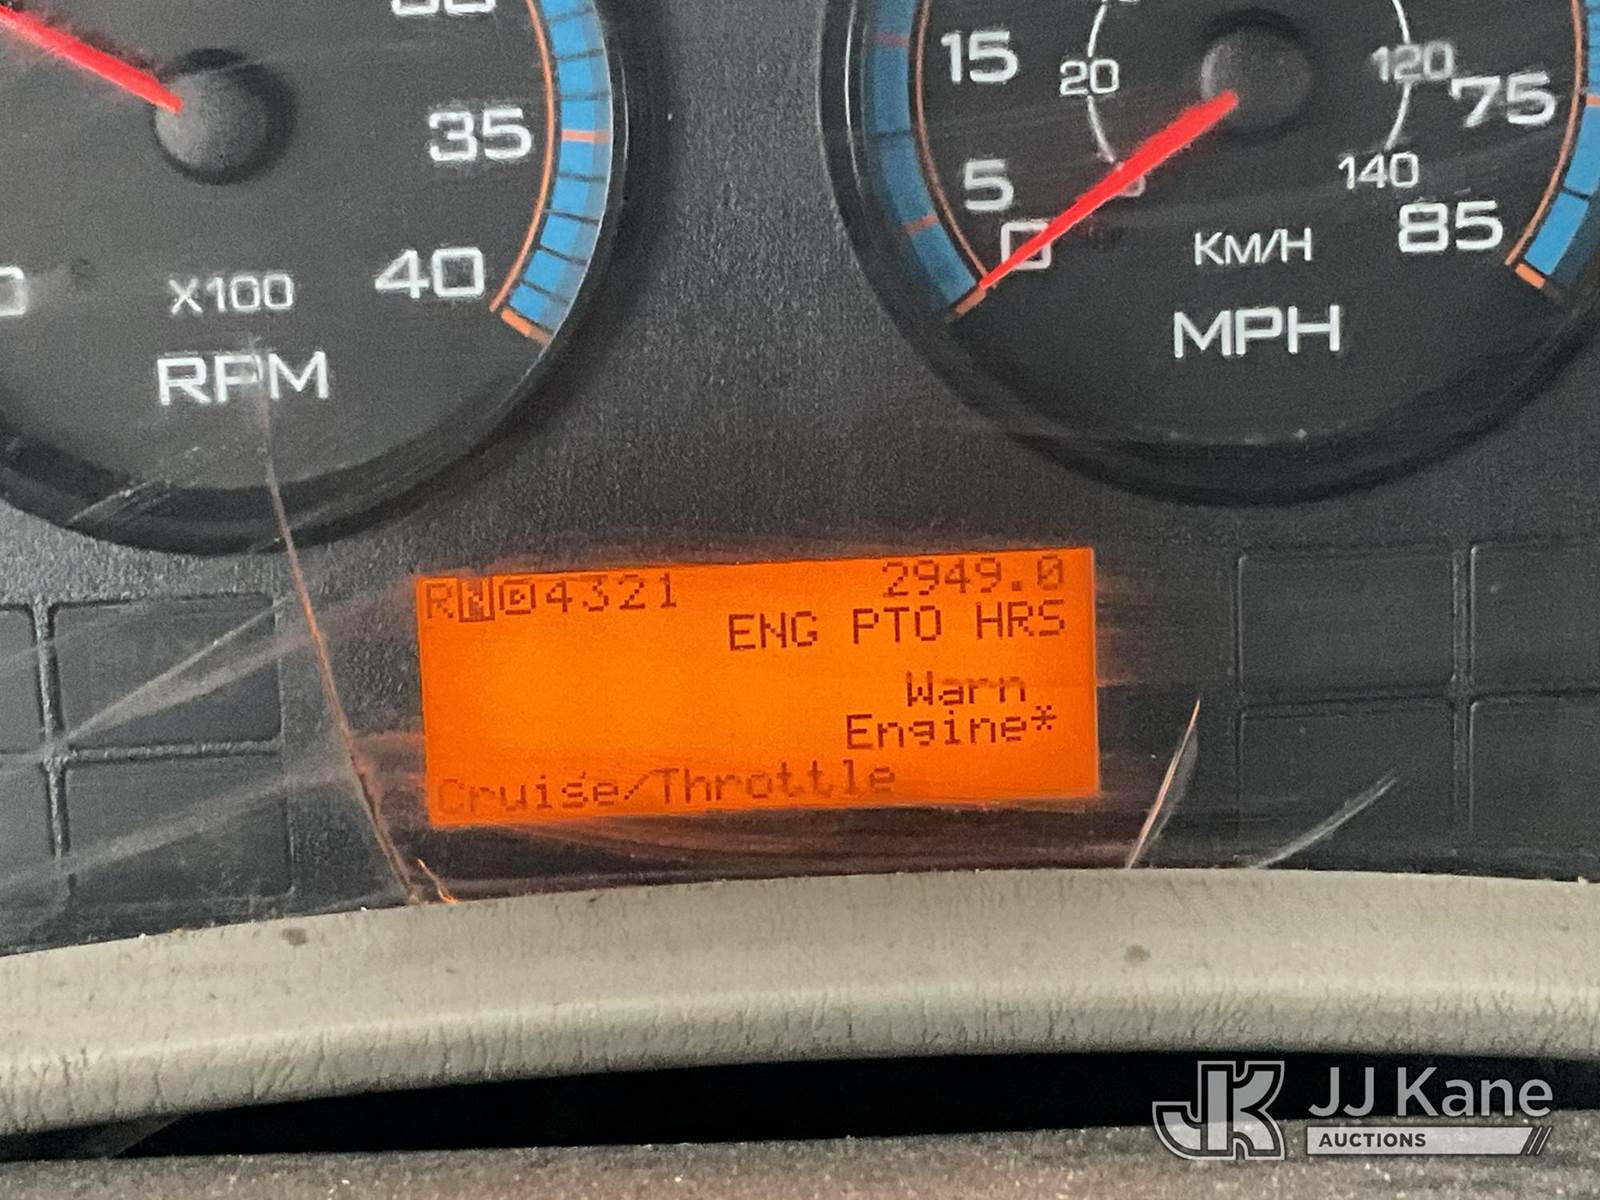 35
40
X100
RPM
15
5
0
20
120
140
75
85
KM/H
MPH
RND4321 2949.0
ENG PTO HRS
Warn
Engine*
Cruise/Throttle
JJ Kane
AUCTIONS